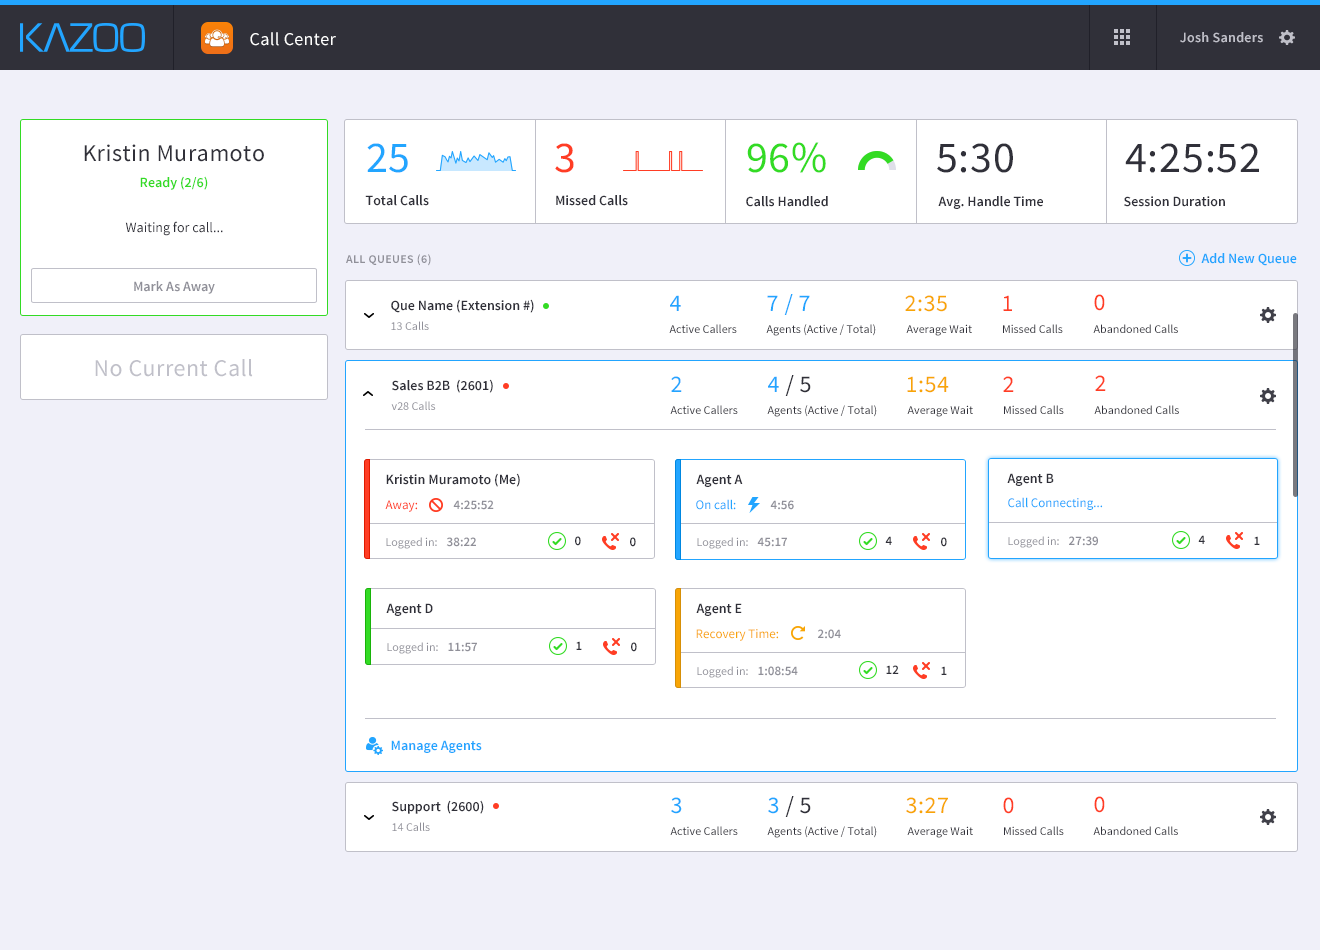 KAZOO
Call Center
Josh Sanders
Kristin Muramoto
Ready (2/6)
Waiting for call...
Mark As Away
No Current Call
25
Total Calls
3
Missed Calls
96%
Calls Handled
5:30
Avg. Handle Time
4:25:52
Session Duration
ALL QUEUES (6)
Add New Queue
Que Name (Extension #)
13 Calls
4
Active Callers
7 / 7
Agents (Active / Total)
2:35
Average Wait
1
Missed Calls
0
Abandoned Calls
Sales B2B (2601)
v28 Calls
2
Active Callers
4 / 5
Agents (Active / Total)
1:54
Average Wait
2
Missed Calls
2
Abandoned Calls
Kristin Muramoto (Me)
Away: 4:25:52
Logged in: 38:22 0 0
Agent A
On call: 4:56
Logged in: 45:17 4 0
Agent B
Call Connecting...
Logged in: 27:39 4 1
Agent D
Logged in: 11:57 1 0
Agent E
Recovery Time: 2:04
Logged in: 1:08:54 12 1
Manage Agents
Support (2600)
14 Calls
3
Active Callers
3 / 5
Agents (Active / Total)
3:27
Average Wait
0
Missed Calls
0
Abandoned Calls